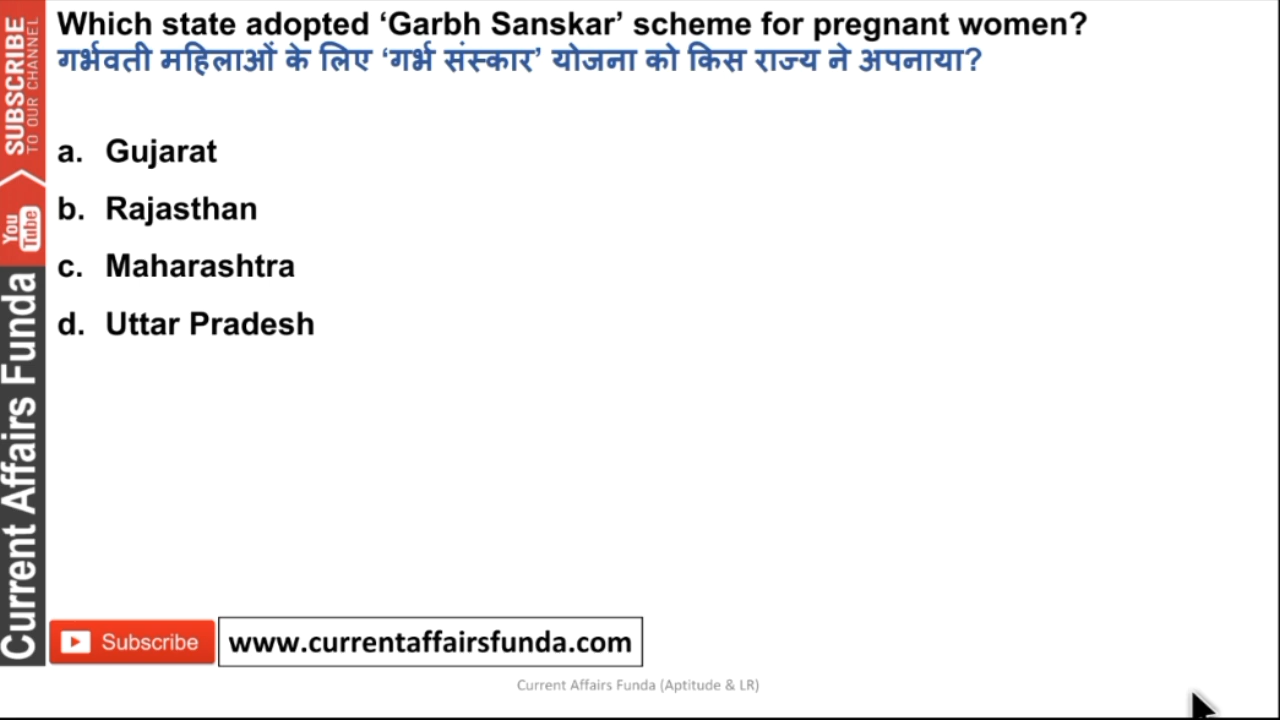 Which state adopted ‘Garbh Sanskar’ scheme for pregnant women?
गर्भवती महिलाओं के लिए ‘गर्भ संस्कार’ योजना को किस राज्य ने अपनाया?
a. Gujarat
b. Rajasthan
c. Maharashtra
d. Uttar Pradesh
SUBSCRIBE
TO OUR CHANNEL
You
Tube
Current Affairs Funda
Subscribe
www.currentaffairsfunda.com
Current Affairs Funda (Aptitude & LR)